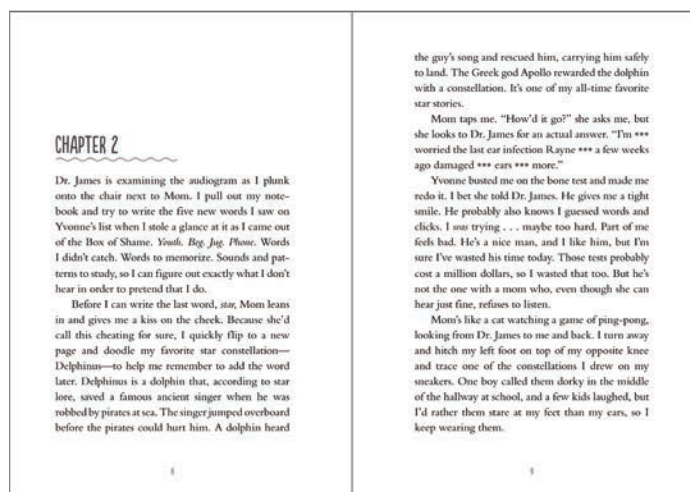 CHAPTER 2
Dr. James is examining the audiogram as I plunk
onto the chair next to Mom. I pull out my note-
book and try to write the five new words I saw on
Yvonne's list when I stole a glance at it as I came out
of the Box of Shame. Youth. Beg. Jug. Phone. Words
I didn't catch. Words to memorize. Sounds and pat-
terns to study, so I can figure out exactly what I don't
hear in order to pretend that I do.
Before I can write the last word, star, Mom leans
in and gives me a kiss on the cheek. Because she'd
call this cheating for sure, I quickly flip to a new
page and doodle my favorite star constellation—
Delphinus—to help me remember to add the word
later. Delphinus is a dolphin that, according to star
lore, saved a famous ancient singer when he was
robbed by pirates at sea. The singer jumped overboard
before the pirates could hurt him. A dolphin heard
8
the guy's song and rescued him, carrying him safely
to land. The Greek god Apollo rewarded the dolphin
with a constellation. It's one of my all-time favorite
star stories.
Mom taps me. “How'd it go?” she asks me, but
she looks to Dr. James for an actual answer. “I'm ***
worried the last ear infection Rayne *** a few weeks
ago damaged *** ears *** more.”
Yvonne busted me on the bone test and made me
redo it. I bet she told Dr. James. He gives me a tight
smile. He probably also knows I guessed words and
clicks. I was trying . . . maybe too hard. Part of me
feels bad. He's a nice man, and I like him, but I'm
sure I've wasted his time today. Those tests probably
cost a million dollars, so I wasted that too. But he's
not the one with a mom who, even though she can
hear just fine, refuses to listen.
Mom's like a cat watching a game of ping-pong,
looking from Dr. James to me and back. I turn away
and hitch my left foot on top of my opposite knee
and trace one of the constellations I drew on my
sneakers. One boy called them dorky in the middle
of the hallway at school, and a few kids laughed, but
I'd rather them stare at my feet than my ears, so I
keep wearing them.
9